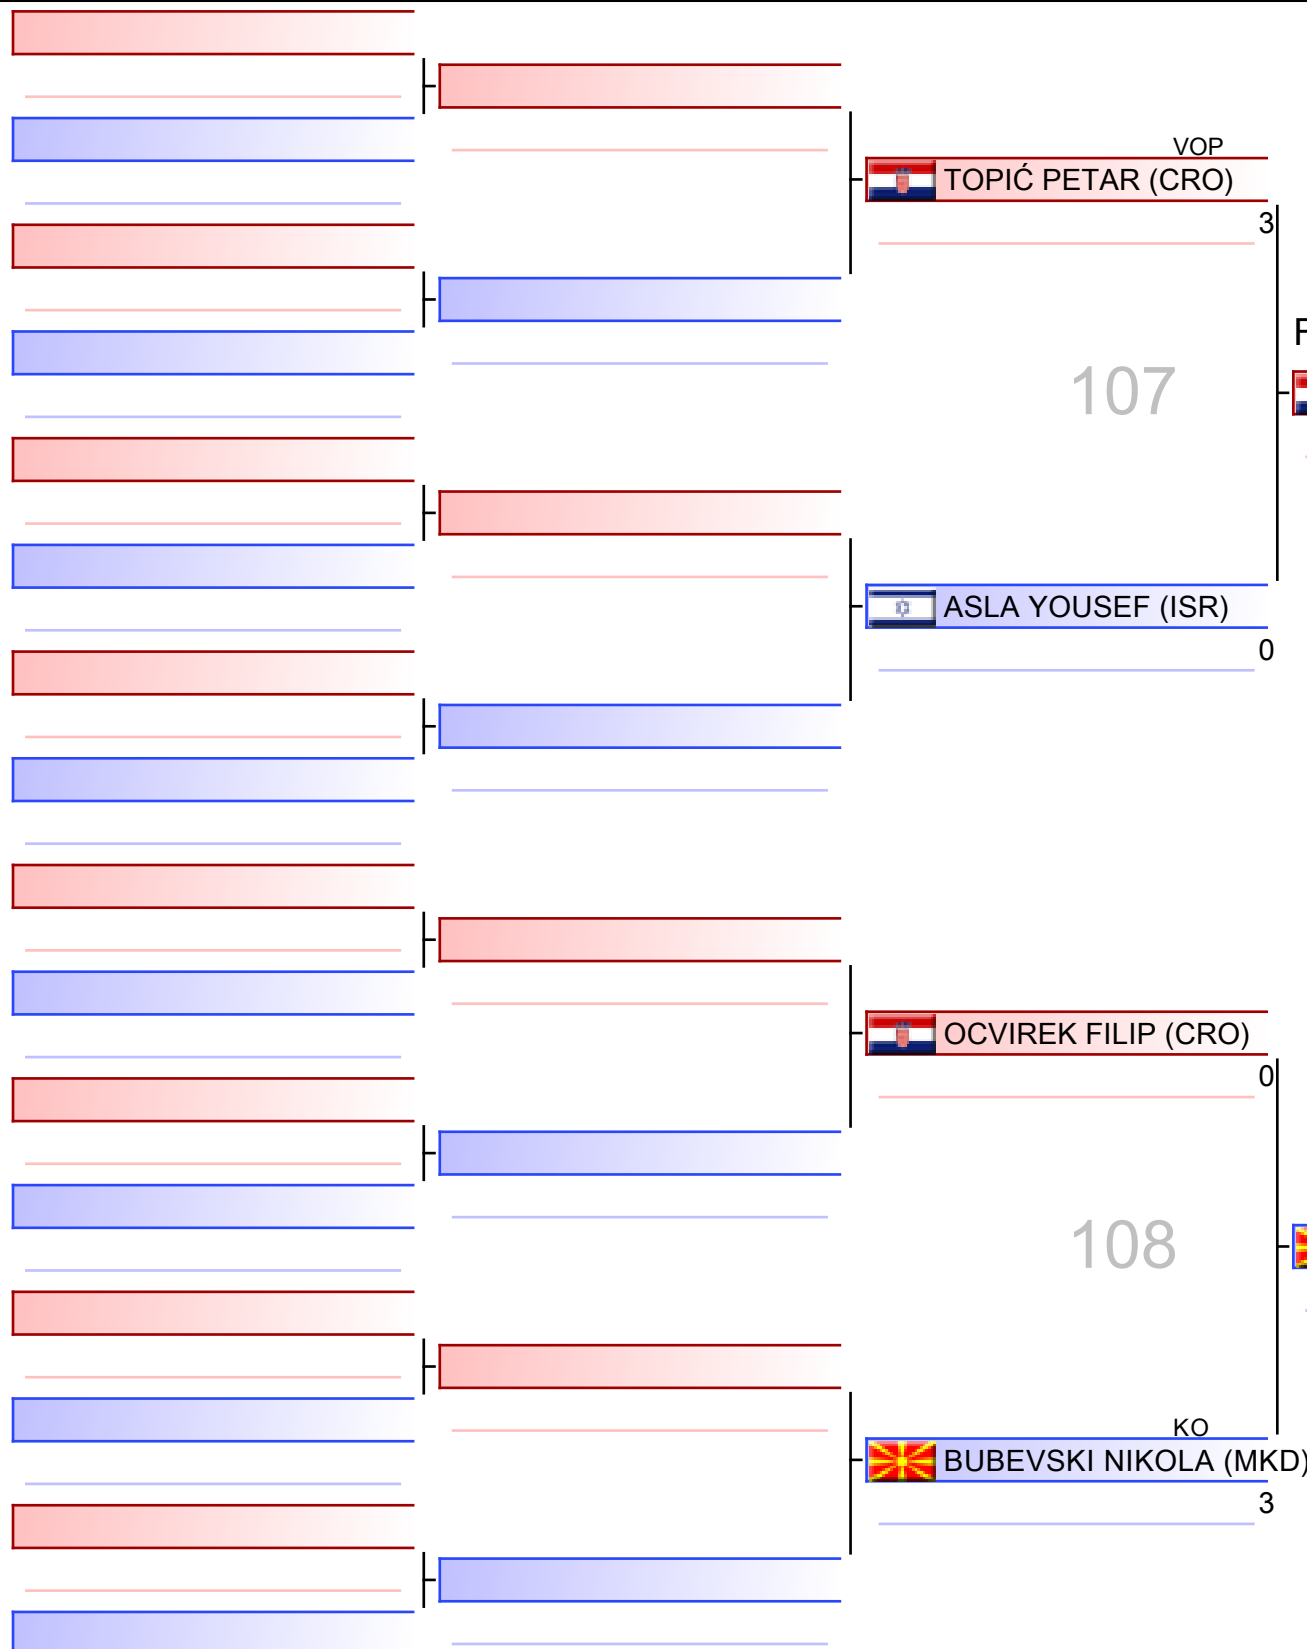 VOP
TOPIĆ PETAR (CRO)
3
107
ASLA YOUSEF (ISR)
0
OCVIREK FILIP (CRO)
0
108
KO
BUBEVSKI NIKOLA (MKD)
3